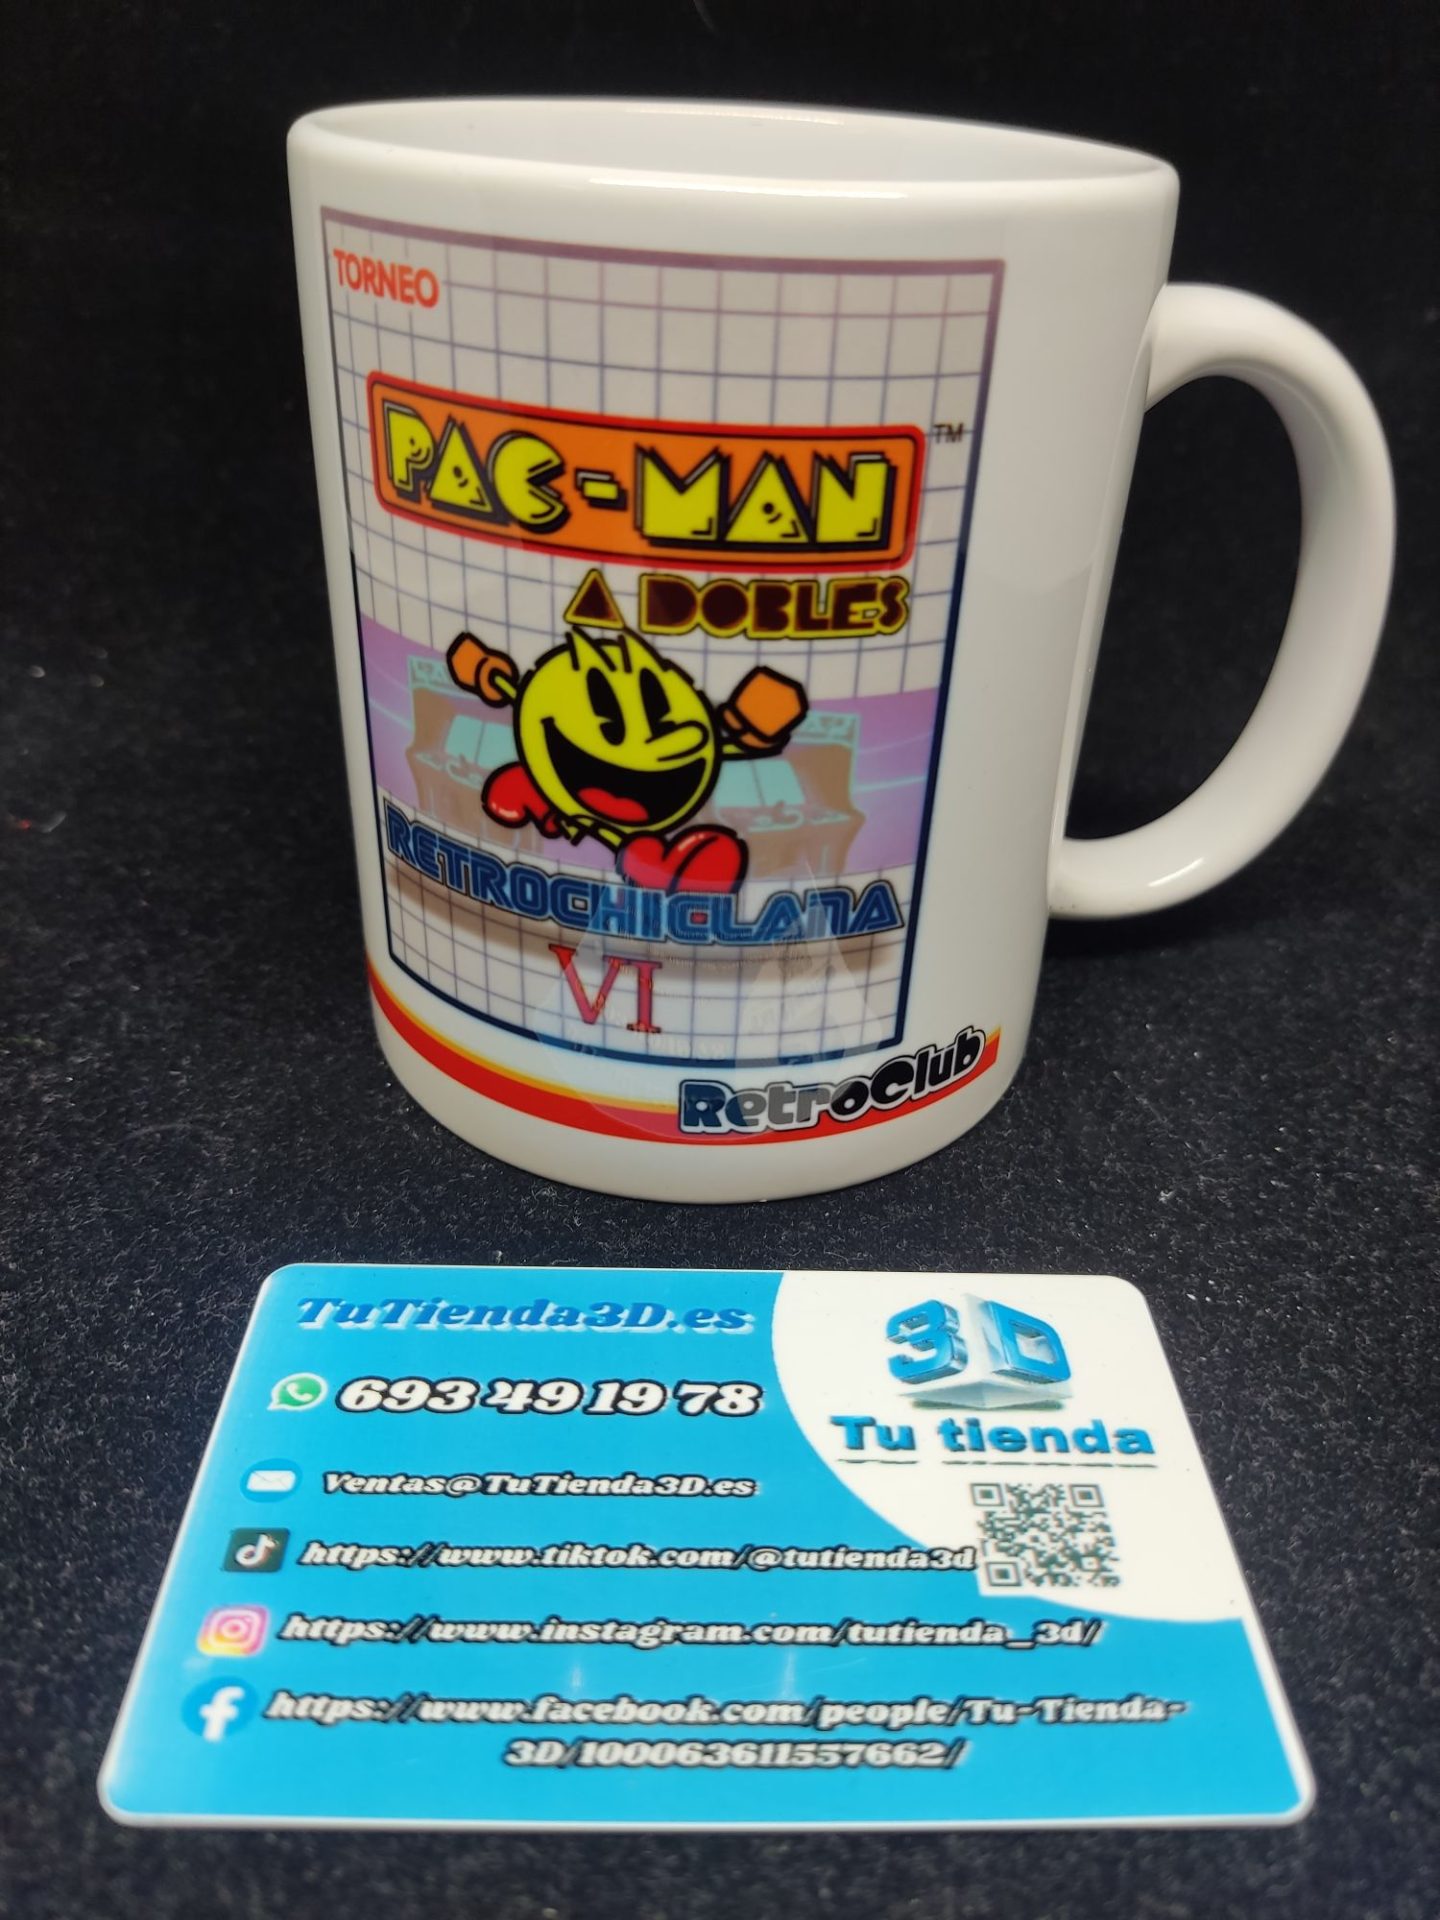 TORNEO
PAC-MAN
TM
A DOBLES
RETROCHICLANA
VI
RetroClub
TuTienda3D.es
693 49 19 78
Ventas@TuTienda3D.es
https://www.tiktok.com/@tutienda3d
https://www.instagram.com/tutienda_3d/
https://www.facebook.com/people/Tu-Tienda-
3D/100063611557662/
3D
Tu tienda